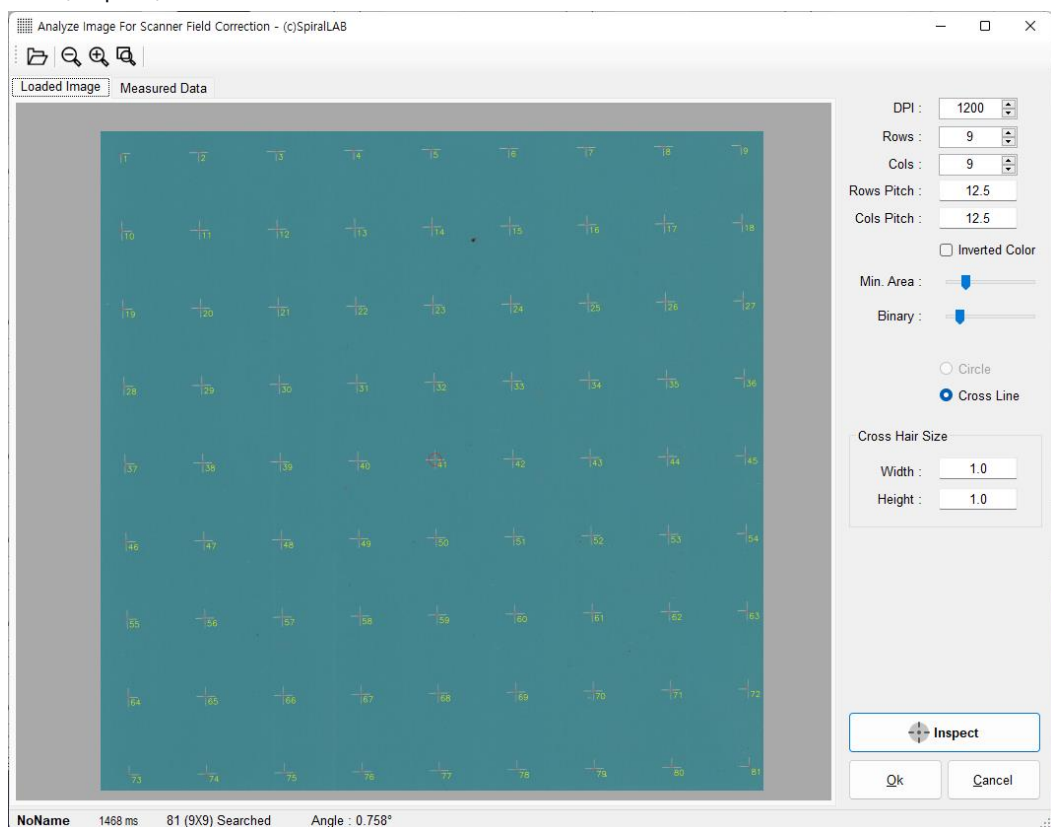 Analyze Image For Scanner Field Correction - (c)SpiralLAB
Loaded Image Measured Data
DPI : 1200
Rows : 9
Cols : 9
Rows Pitch : 12.5
Cols Pitch : 12.5
Inverted Color
Min. Area :
Binary :
Circle
Cross Line
Cross Hair Size
Width : 1.0
Height : 1.0
1 2 3 4 5 6 7 8 9
10 11 12 13 14 15 16 17 18
19 20 21 22 23 24 25 26 27
28 29 30 31 32 33 34 35 36
37 38 39 40 41 42 43 44 45
46 47 48 49 50 51 52 53 54
55 56 57 58 59 60 61 62 63
64 65 66 67 68 69 70 71 72
73 74 75 76 77 78 79 80 81
Inspect
Ok Cancel
NoName 1468 ms 81 (9X9) Searched Angle : 0.758°